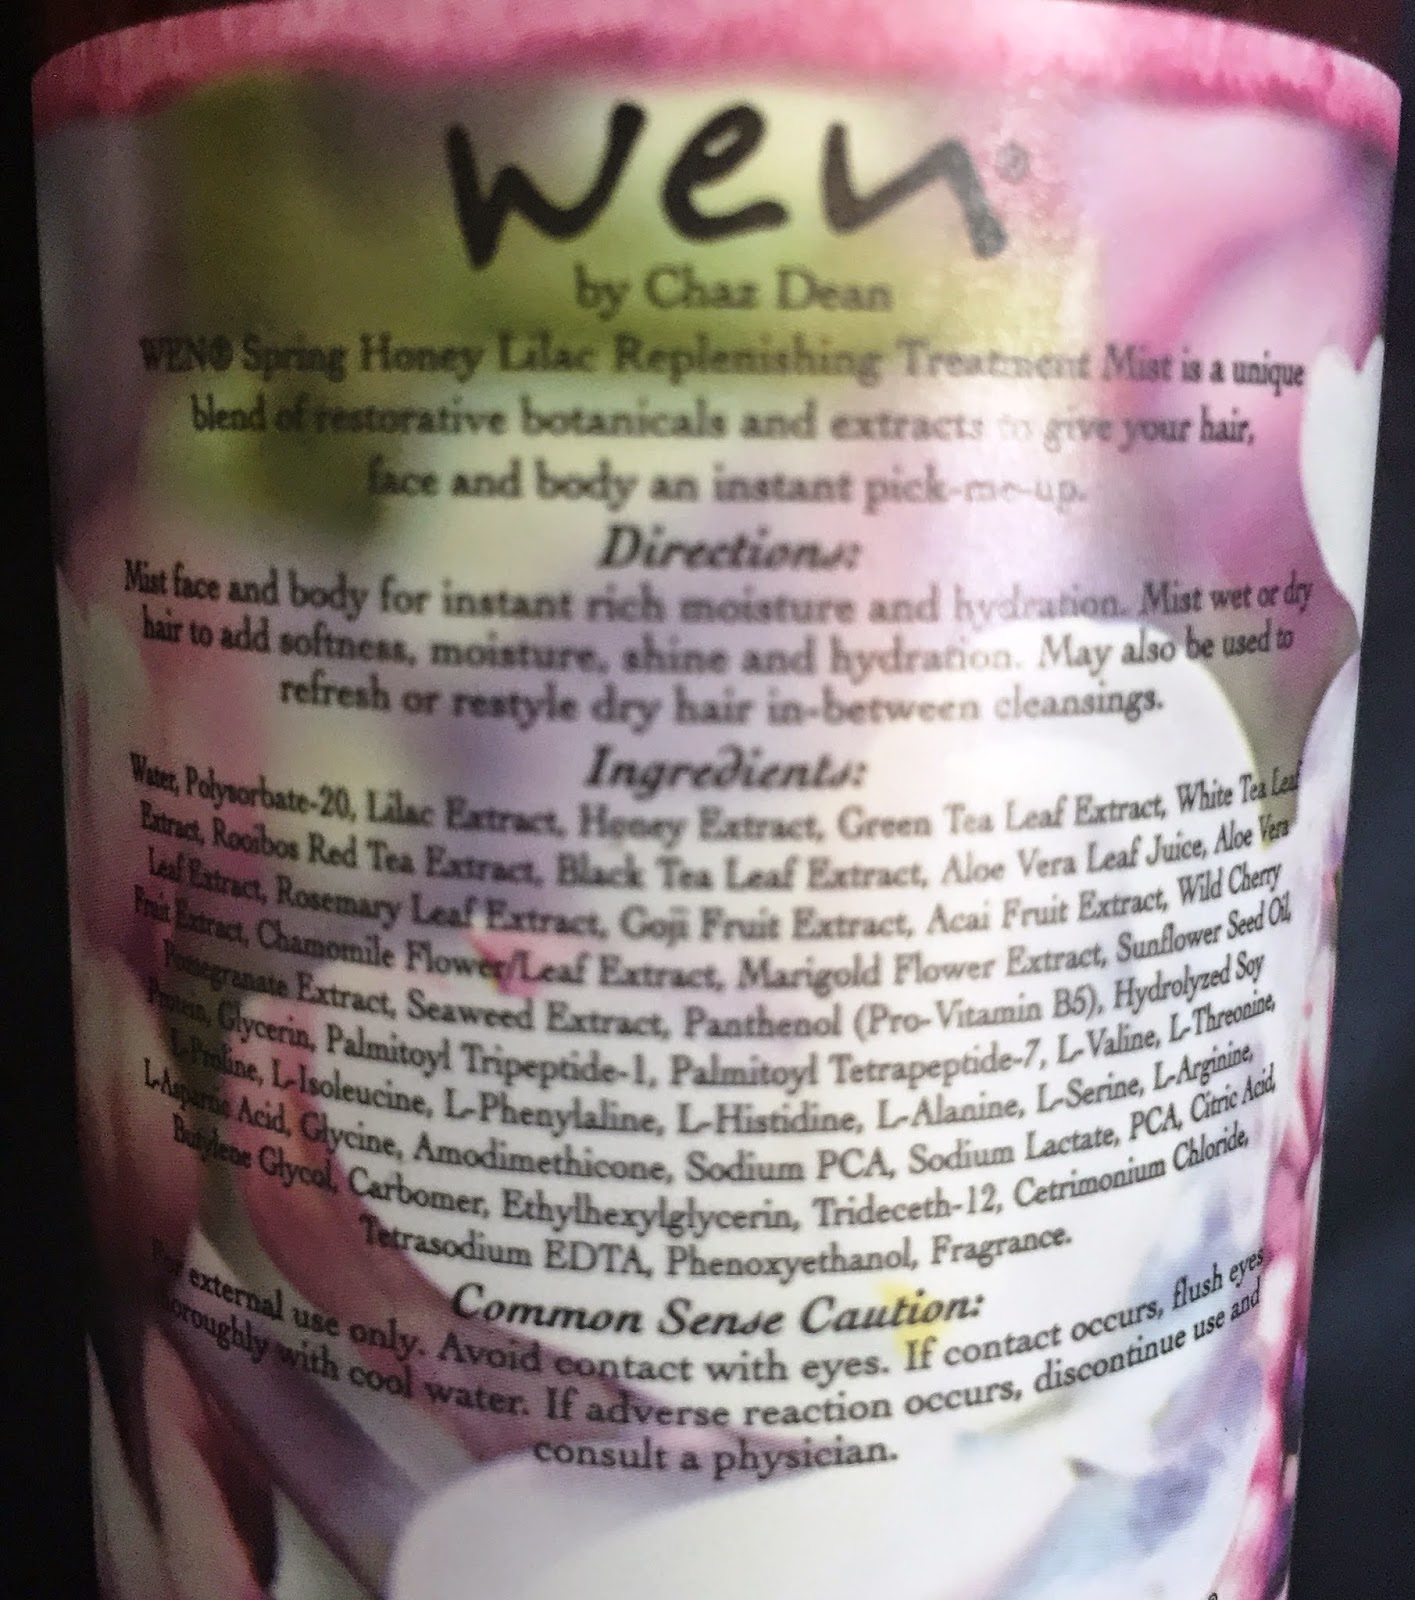 wen®
by Chaz Dean
WEN® Spring Honey Lilac Replenishing Treatment Mist is a unique
blend of restorative botanicals and extracts to give your hair,
face and body an instant pick-me-up.
Directions:
Mist face and body for instant rich moisture and hydration. Mist wet or dry
hair to add softness, moisture, shine and hydration. May also be used to
refresh or restyle dry hair in-between cleansings.
Ingredients:
Water, Polysorbate-20, Lilac Extract, Honey Extract, Green Tea Leaf Extract, White Tea Leaf
Extract, Rooibos Red Tea Extract, Black Tea Leaf Extract, Aloe Vera Leaf Juice, Aloe Vera
Leaf Extract, Rosemary Leaf Extract, Goji Fruit Extract, Acai Fruit Extract, Wild Cherry
Fruit Extract, Chamomile Flower/Leaf Extract, Marigold Flower Extract, Sunflower Seed Oil,
Pomegranate Extract, Seaweed Extract, Panthenol (Pro-Vitamin B5), Hydrolyzed Soy
Protein, Glycerin, Palmitoyl Tripeptide-1, Palmitoyl Tetrapeptide-7, L-Valine, L-Threonine,
L-Proline, L-Isoleucine, L-Phenylaline, L-Histidine, L-Alanine, L-Serine, L-Arginine,
L-Aspartic Acid, Glycine, Amodimethicone, Sodium PCA, Sodium Lactate, PCA, Citric Acid,
Butylene Glycol, Carbomer, Ethylhexylglycerin, Trideceth-12, Cetrimonium Chloride,
Tetrasodium EDTA, Phenoxyethanol, Fragrance.
Common Sense Caution:
For external use only. Avoid contact with eyes. If contact occurs, flush eyes
thoroughly with cool water. If adverse reaction occurs, discontinue use and
consult a physician.